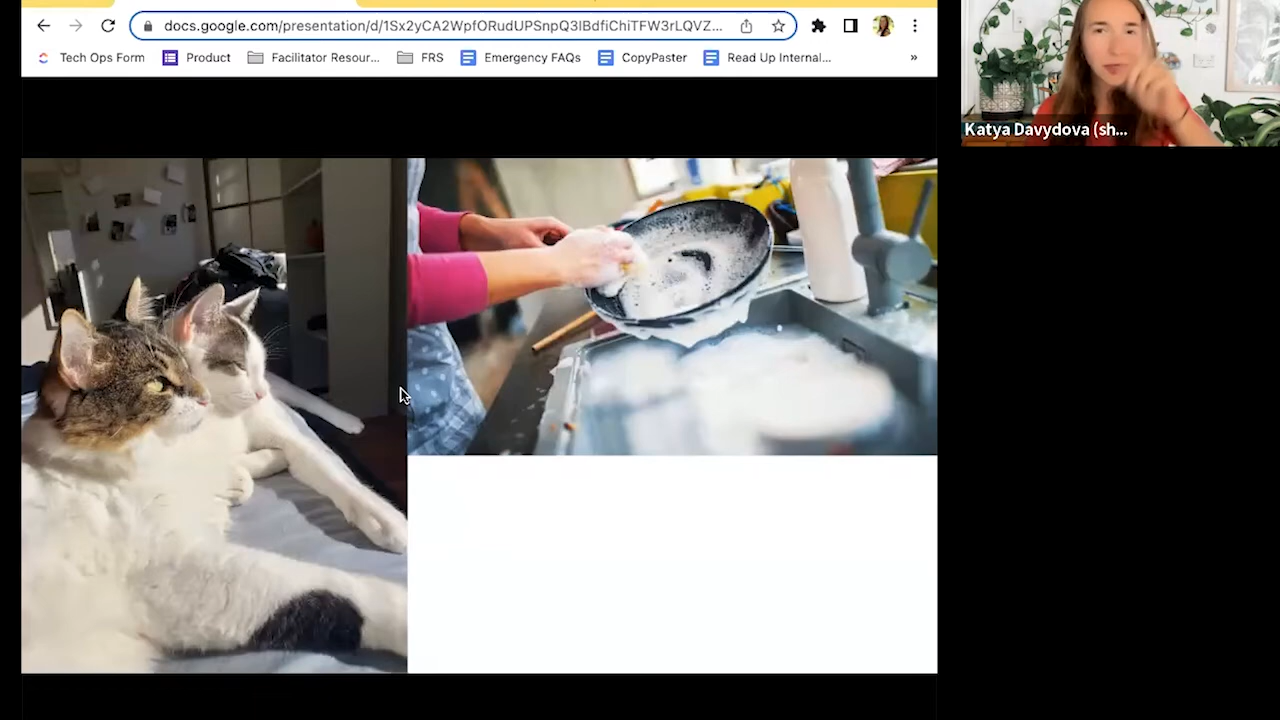 docs.google.com/presentation/d/1Sx2yCA2WpfORudUPSnpQ3lBdfiChiTFW3rLQVZ...
Tech Ops Form Product Facilitator Resour... FRS Emergency FAQs CopyPaster Read Up Internal... »
Katya Davydova (sh...